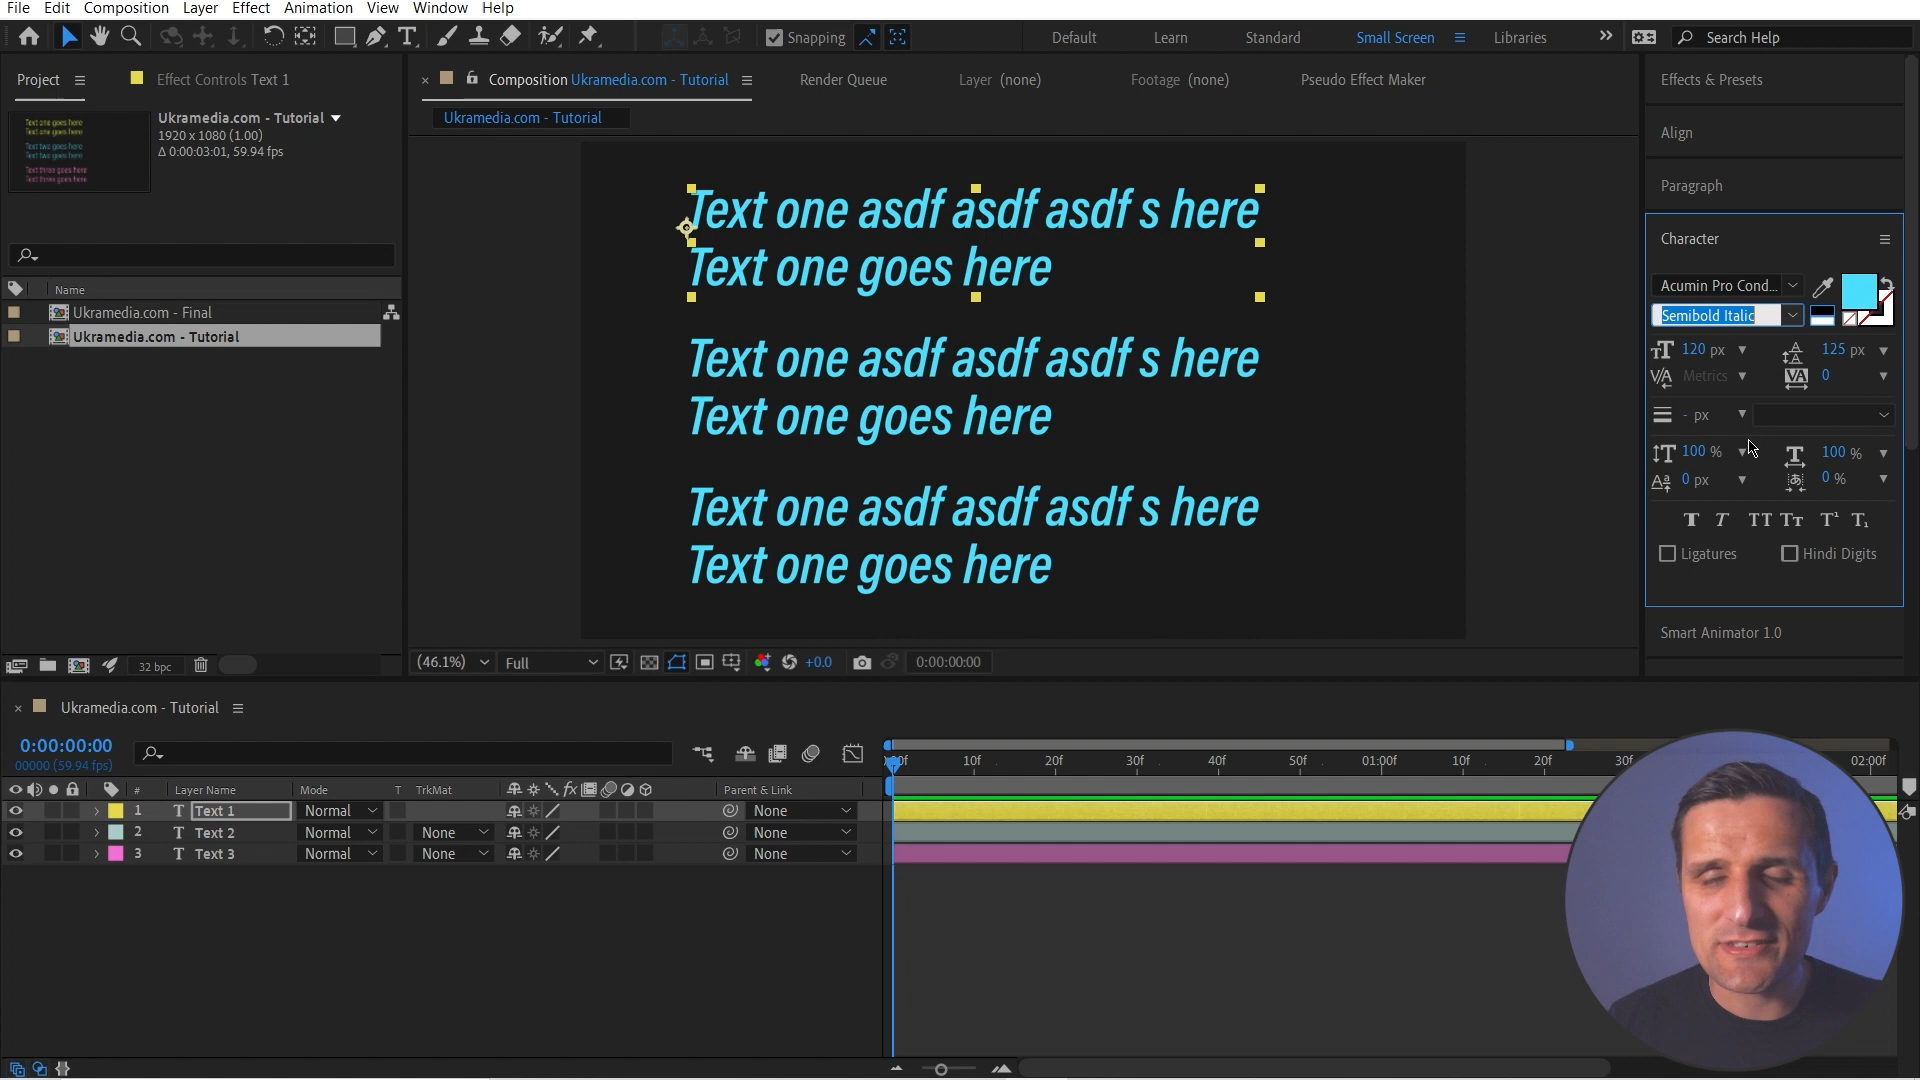 File Edit Composition Layer Effect Animation View Window Help
Snapping Default Learn Standard Small Screen Libraries Search Help
Project Effect Controls Text 1
Ukramedia.com - Tutorial
1920 x 1080 (1.00)
Δ 0:00:03:01, 59.94 fps
Name
Ukramedia.com - Final
Ukramedia.com - Tutorial
32 bpc
Composition Ukramedia.com - Tutorial Render Queue Layer (none) Footage (none) Pseudo Effect Maker
Ukramedia.com - Tutorial
Text one asdf asdf asdf s here
Text one goes here
Text one asdf asdf asdf s here
Text one goes here
Text one asdf asdf asdf s here
Text one goes here
(46.1%) Full +0.0 0:00:00:00
Effects & Presets
Align
Paragraph
Character
Acumin Pro Cond...
Semibold Italic
120 px 125 px
Metrics 0
- px
100 % 100 %
0 px 0 %
Ligatures Hindi Digits
Smart Animator 1.0
Ukramedia.com - Tutorial
0:00:00:00
00000 (59.94 fps)
10f 20f 30f 40f 50f 01:00f 10f 20f 30f 02:00f
# Layer Name Mode T TrkMat Parent & Link
1 Text 1 Normal None
2 Text 2 Normal None None
3 Text 3 Normal None None